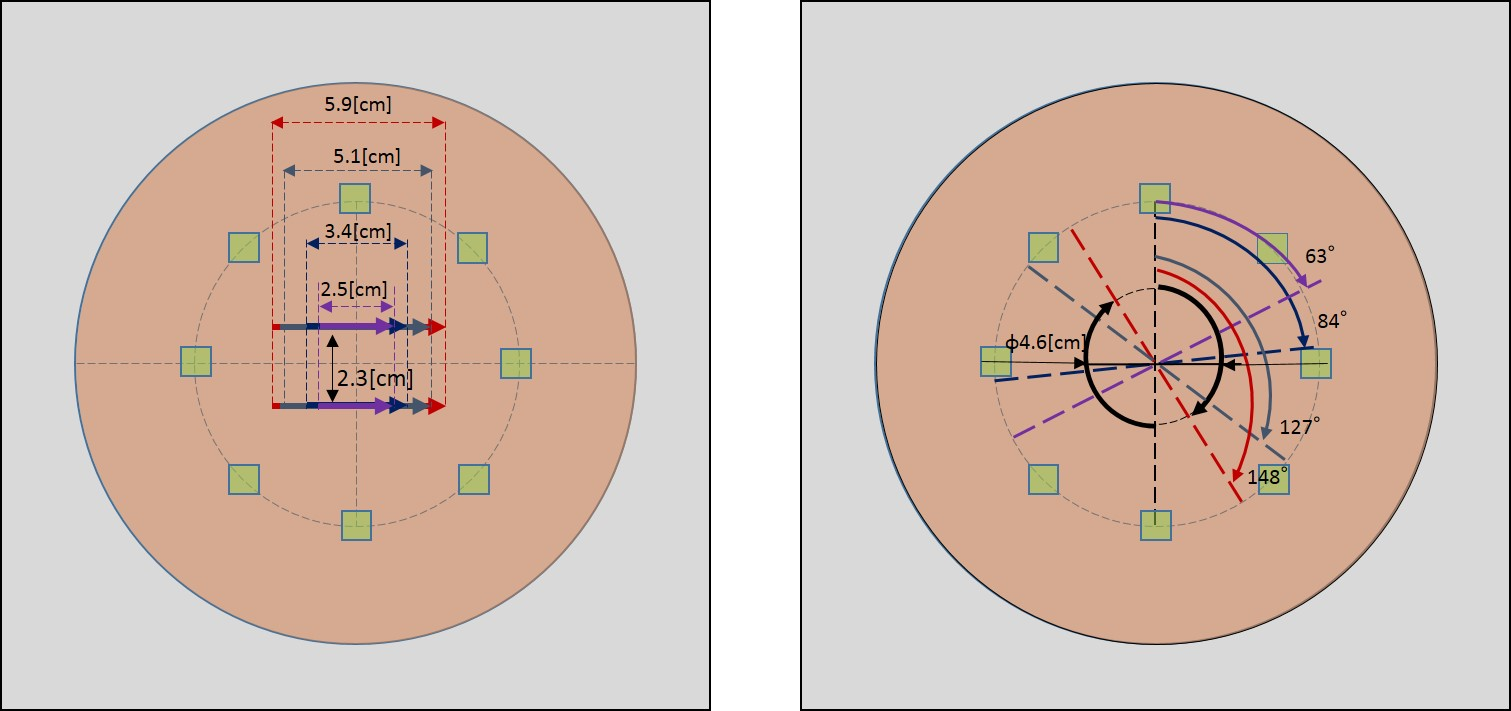 5.9[cm]
5.1[cm]
3.4[cm]
2.5[cm]
2.3[cm]
63°
84°
ϕ4.6[cm]
127°
148°